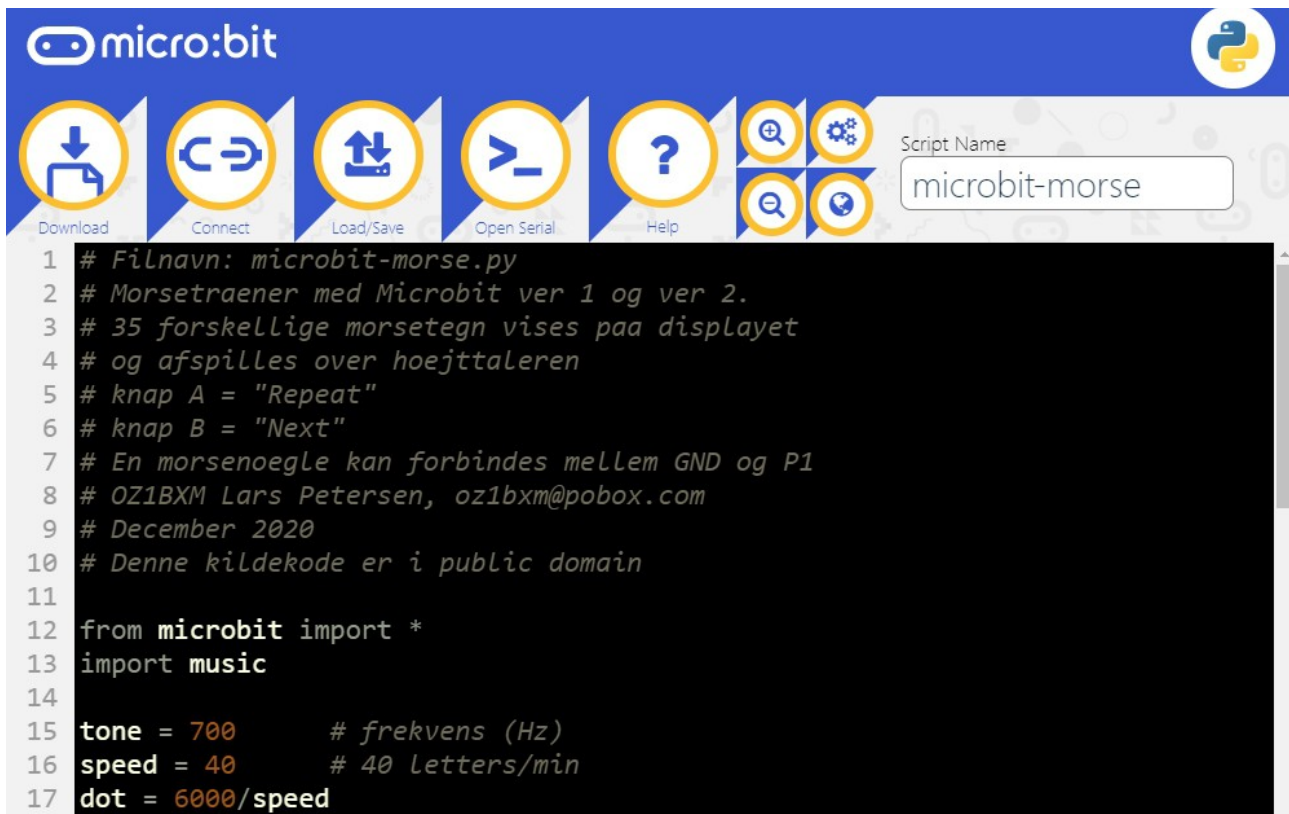 micro:bit
Script Name
microbit-morse
>_
?
Download Connect Load/Save Open Serial Help
1 # Filnavn: microbit-morse.py
2 # Morsetraener med Microbit ver 1 og ver 2.
3 # 35 forskellige morsetegn vises paa displayet
4 # og afspilles over hoejttaleren
5 # knap A = "Repeat"
6 # knap B = "Next"
7 # En morsenoegle kan forbindes mellem GND og P1
8 # OZ1BXM Lars Petersen, oz1bxm@pobox.com
9 # December 2020
10 # Denne kildekode er i public domain
11
12 from microbit import *
13 import music
14
15 tone = 700 # frekvens (Hz)
16 speed = 40 # 40 letters/min
17 dot = 6000/speed